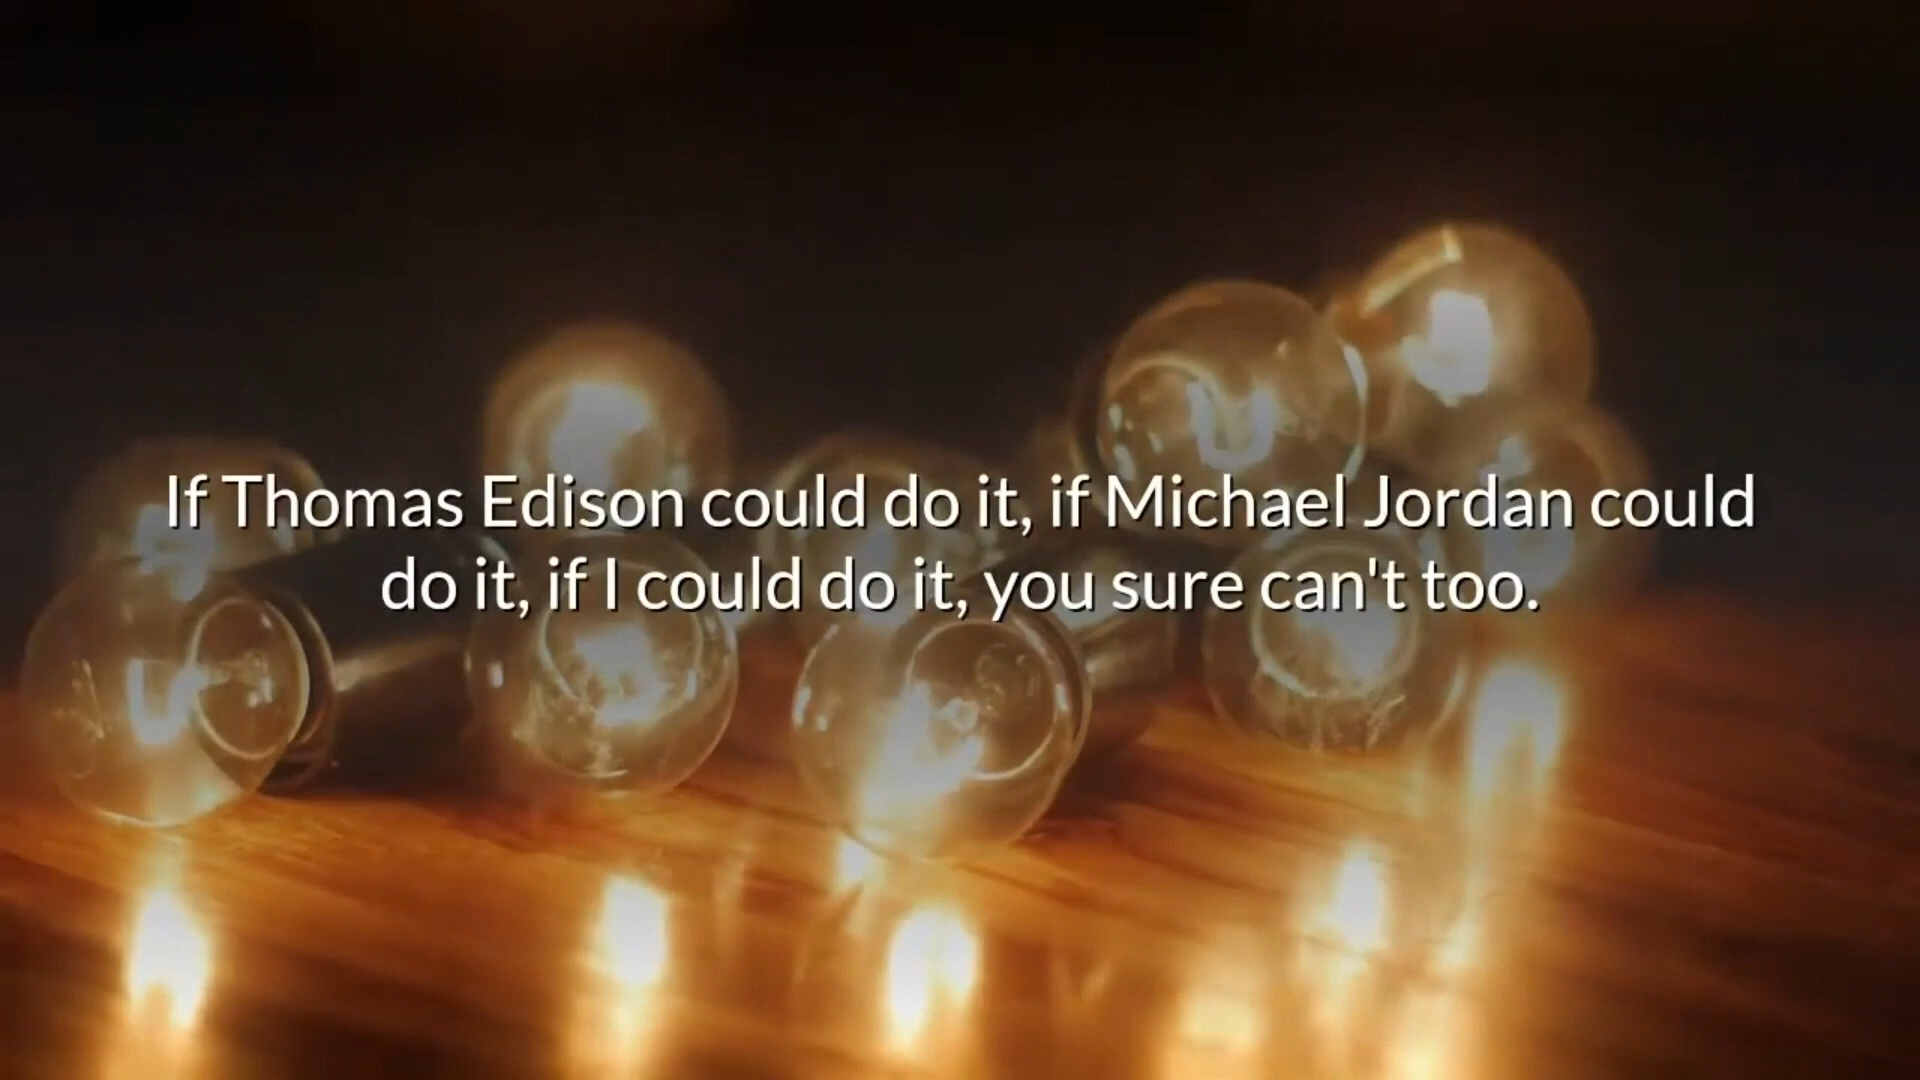 If Thomas Edison could do it, if Michael Jordan could
do it, if I could do it, you sure can't too.